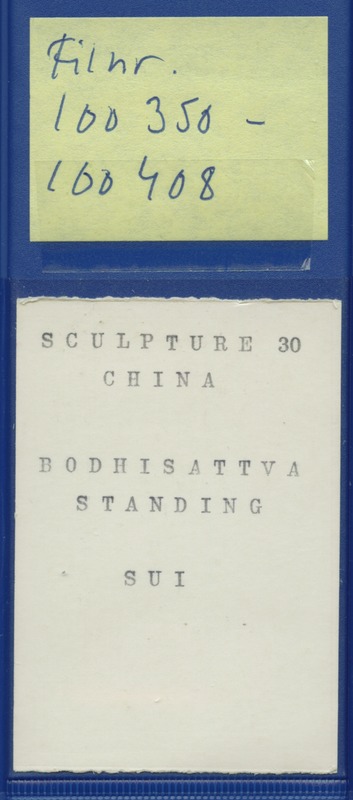 Filnr.
100 350 -
100 408
SCULPTURE 30
CHINA
BODHISATTVA
STANDING
SUI